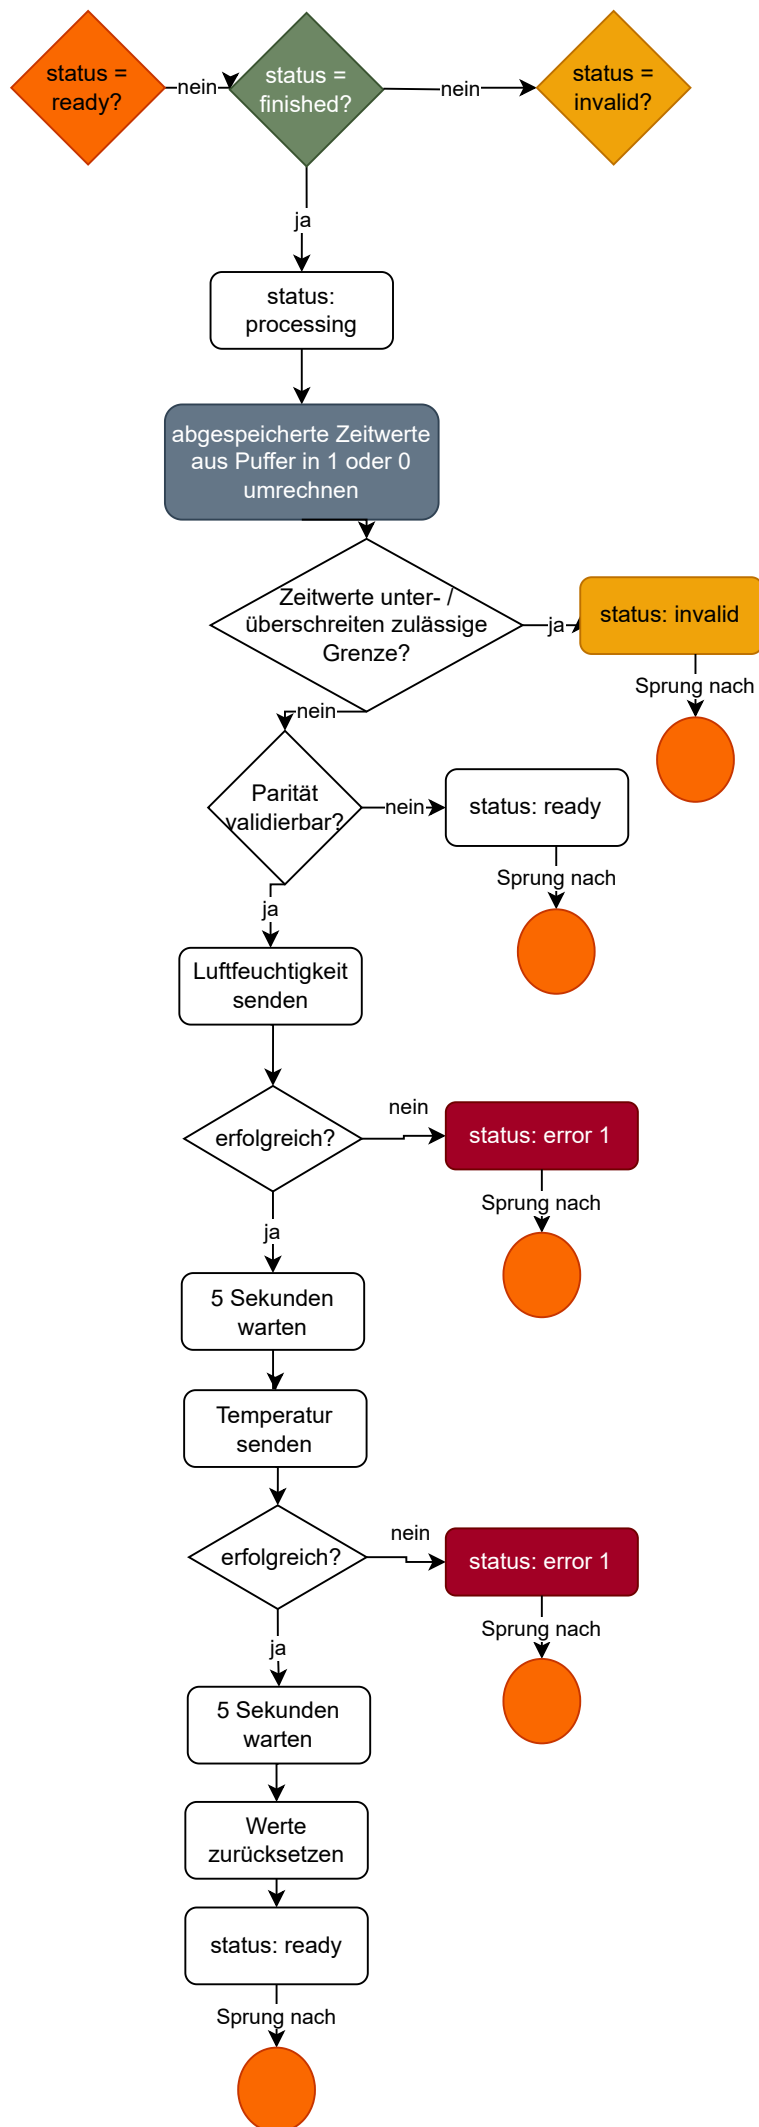 status =
ready?
nein
status =
finished?
nein
status =
invalid?
ja
status:
processing
abgespeicherte Zeitwerte
aus Puffer in 1 oder 0
umrechnen
Zeitwerte unter- /
überschreiten zulässige
Grenze?
ja
status: invalid
Sprung nach
nein
Parität
validierbar?
nein
status: ready
Sprung nach
ja
Luftfeuchtigkeit
senden
erfolgreich?
nein
status: error 1
Sprung nach
ja
5 Sekunden
warten
Temperatur
senden
erfolgreich?
nein
status: error 1
Sprung nach
ja
5 Sekunden
warten
Werte
zurücksetzen
status: ready
Sprung nach